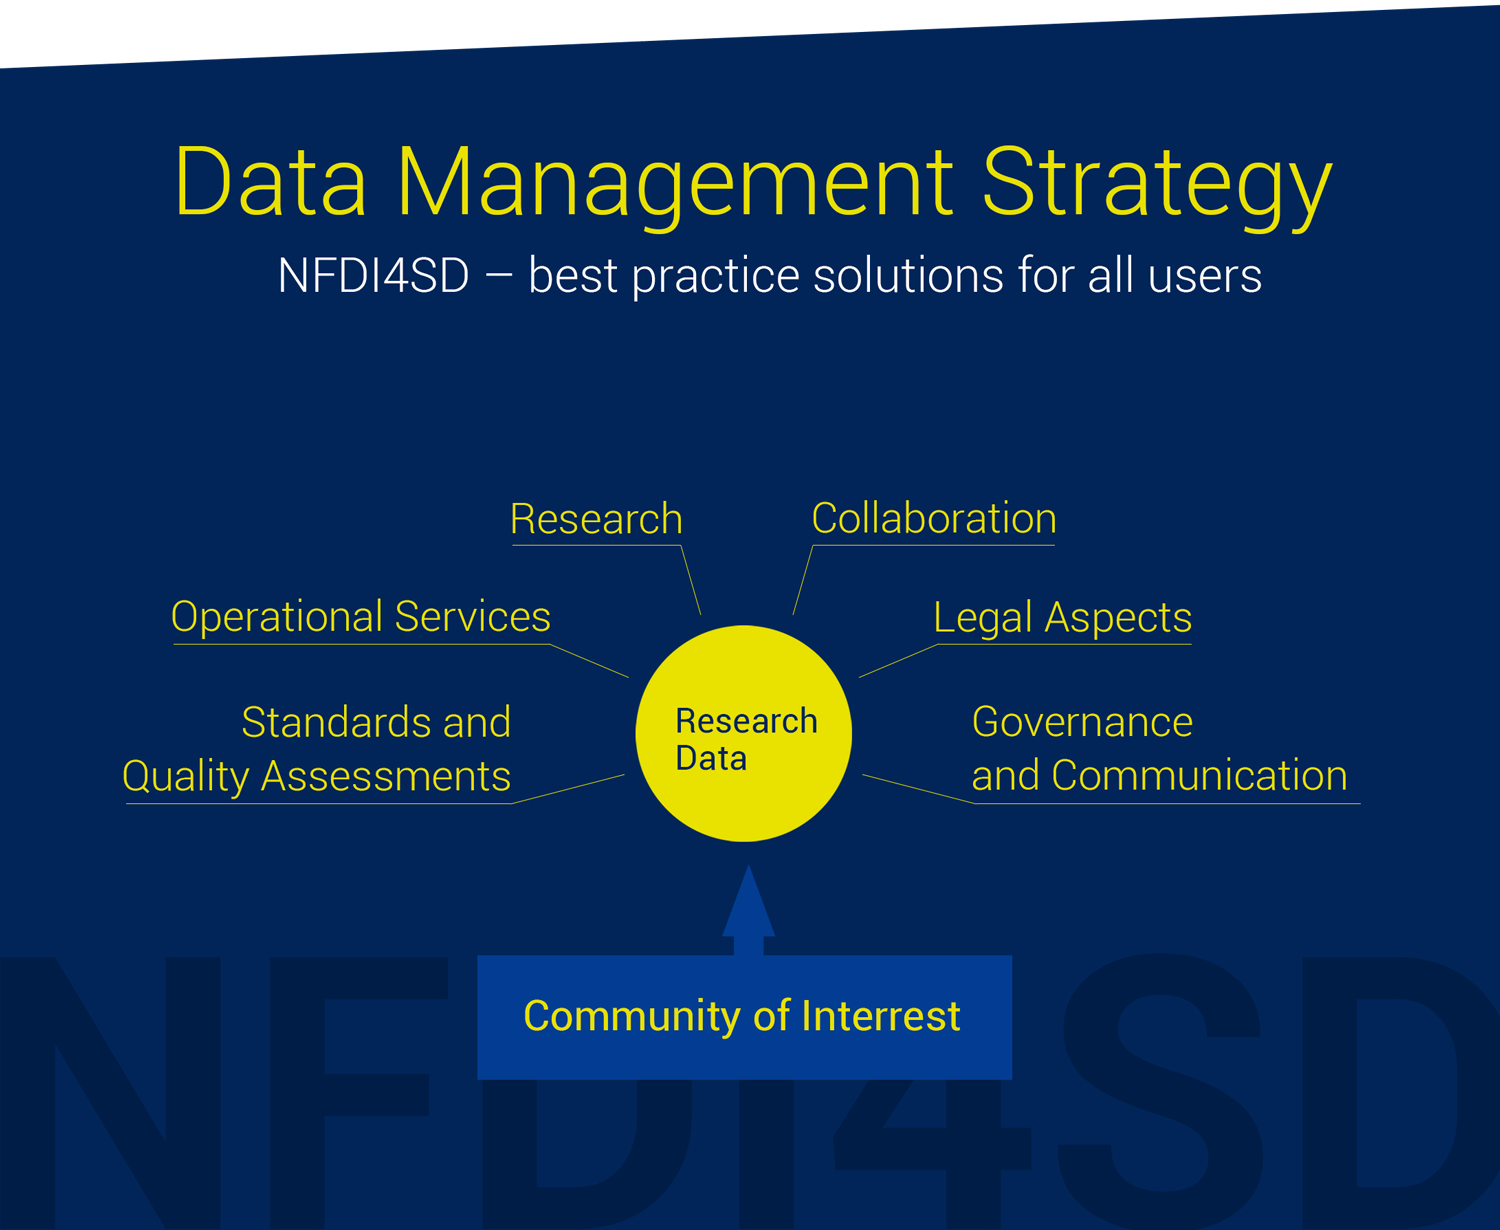 Data Management Strategy
NFDI4SD – best practice solutions for all users
Research
Collaboration
Operational Services
Legal Aspects
Standards and
Quality Assessments
Research
Data
Governance
and Communication
Community of Interrest
NFDI4SD